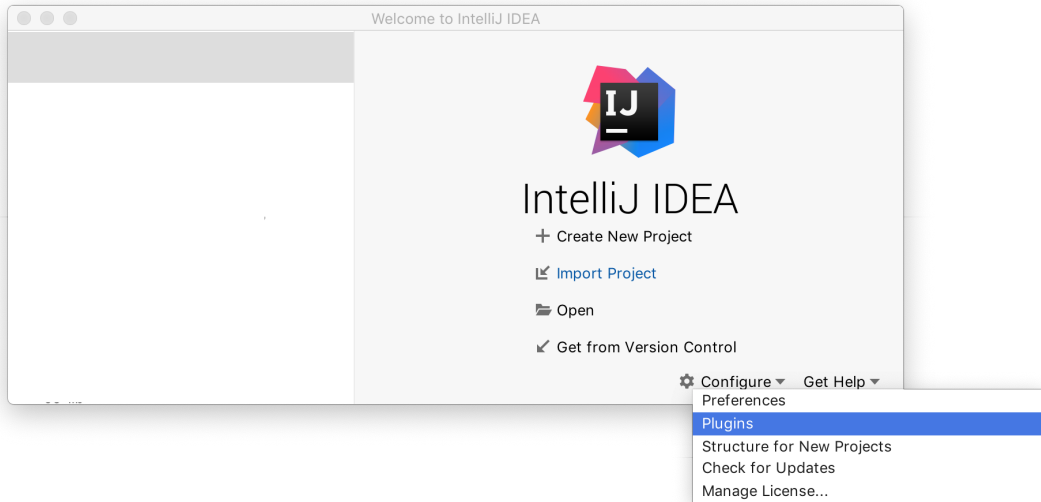 Welcome to IntelliJ IDEA
IJ
IntelliJ IDEA
Create New Project
Import Project
Open
Get from Version Control
Configure Get Help
Preferences
Plugins
Structure for New Projects
Check for Updates
Manage License...